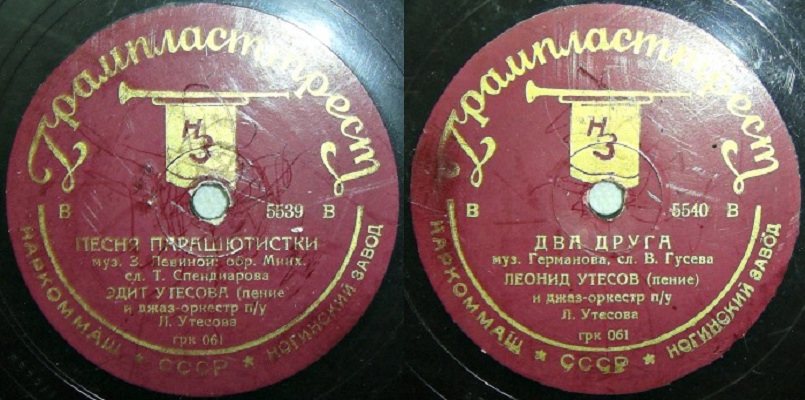 Грампласттрест
НЗ
В 5539 В
ПЕСНЯ ПАРАШЮТИСТКИ
муз. З. Левиной; обр. Минх.
сл. Т. Спендиарова
ЭДИТ УТЕСОВА (пение)
и джаз-оркестр п/у
Л. Утесова
грк 061
НАРКОММАШ * СССР * НОГИНСКИЙ ЗАВОД
Грампласттрест
НЗ
В 5540 В
ДВА ДРУГА
муз. Германова, сл. В. Гусева
ЛЕОНИД УТЕСОВ (пение)
и джаз-оркестр п/у
Л. Утесова
грк 061
НАРКОММАШ * СССР * НОГИНСКИЙ ЗАВОД